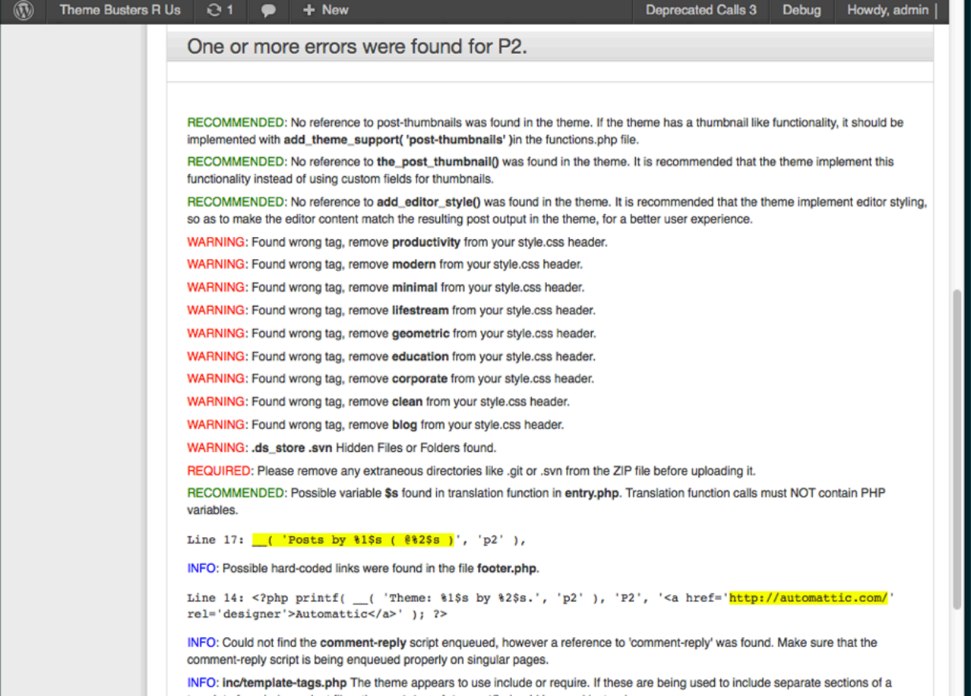 Theme Busters R Us 1 + New Deprecated Calls 3 Debug Howdy, admin
One or more errors were found for P2.
RECOMMENDED: No reference to post-thumbnails was found in the theme. If the theme has a thumbnail like functionality, it should be
implemented with add_theme_support( 'post-thumbnails' )in the functions.php file.
RECOMMENDED: No reference to the_post_thumbnail() was found in the theme. It is recommended that the theme implement this
functionality instead of using custom fields for thumbnails.
RECOMMENDED: No reference to add_editor_style() was found in the theme. It is recommended that the theme implement editor styling,
so as to make the editor content match the resulting post output in the theme, for a better user experience.
WARNING: Found wrong tag, remove productivity from your style.css header.
WARNING: Found wrong tag, remove modern from your style.css header.
WARNING: Found wrong tag, remove minimal from your style.css header.
WARNING: Found wrong tag, remove lifestream from your style.css header.
WARNING: Found wrong tag, remove geometric from your style.css header.
WARNING: Found wrong tag, remove education from your style.css header.
WARNING: Found wrong tag, remove corporate from your style.css header.
WARNING: Found wrong tag, remove clean from your style.css header.
WARNING: Found wrong tag, remove blog from your style.css header.
WARNING: .ds_store .svn Hidden Files or Folders found.
REQUIRED: Please remove any extraneous directories like .git or .svn from the ZIP file before uploading it.
RECOMMENDED: Possible variable $s found in translation function in entry.php. Translation function calls must NOT contain PHP
variables.
Line 17: __( 'Posts by %1$s ( @%2$s )', 'p2' ),
INFO: Possible hard-coded links were found in the file footer.php.
Line 14: <?php printf( __( 'Theme: %1$s by %2$s.', 'p2' ), 'P2', '<a href='http://automattic.com/'
rel='designer'>Automattic</a>' ); ?>
INFO: Could not find the comment-reply script enqueued, however a reference to 'comment-reply' was found. Make sure that the
comment-reply script is being enqueued properly on singular pages.
INFO: inc/template-tags.php The theme appears to use include or require. If these are being used to include separate sections of a